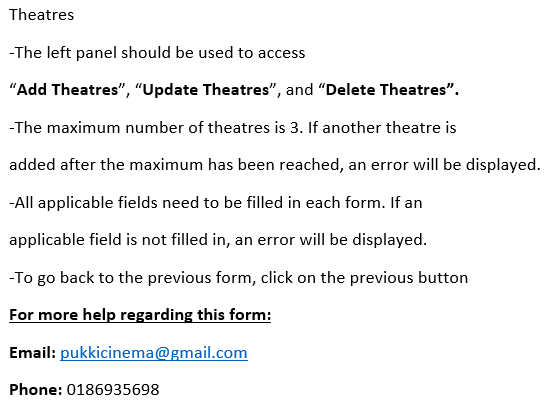 Theatres
-The left panel should be used to access
“Add Theatres”, “Update Theatres”, and “Delete Theatres”.
-The maximum number of theatres is 3. If another theatre is
added after the maximum has been reached, an error will be displayed.
-All applicable fields need to be filled in each form. If an
applicable field is not filled in, an error will be displayed.
-To go back to the previous form, click on the previous button
For more help regarding this form:
Email: pukkicinema@gmail.com
Phone: 0186935698